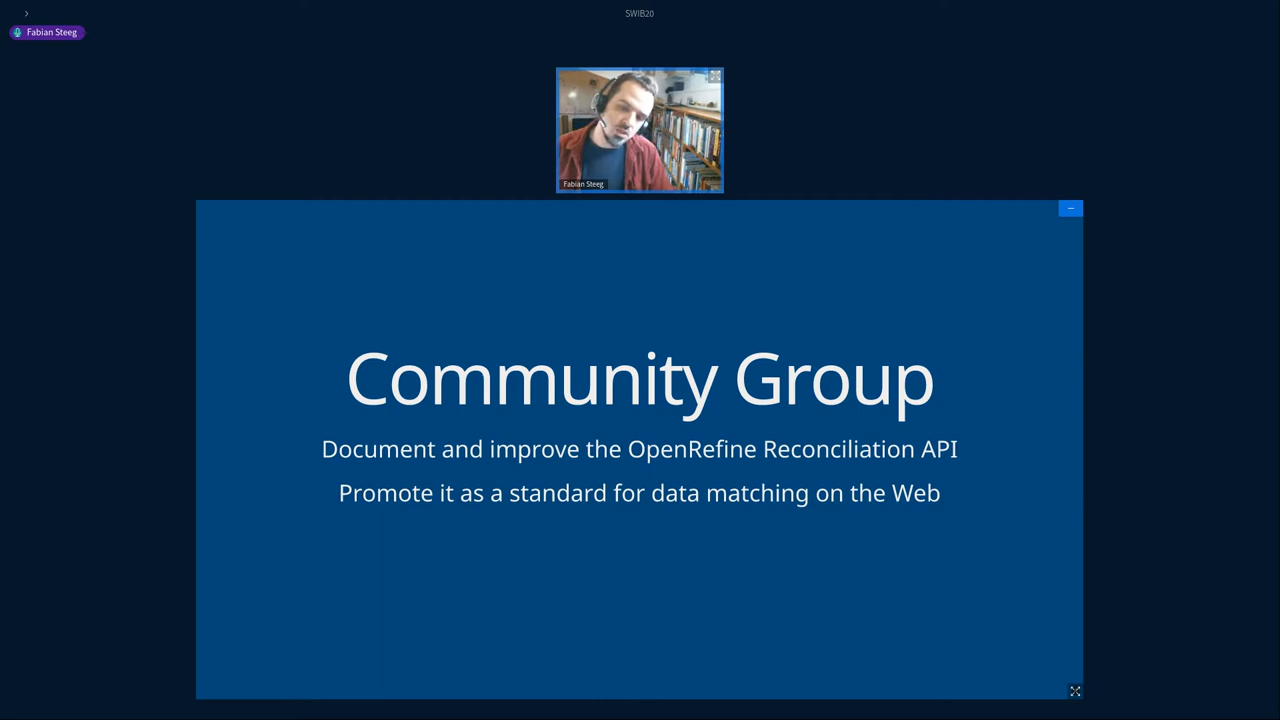 SWIB20
Fabian Steeg
Fabian Steeg
Community Group
Document and improve the OpenRefine Reconciliation API
Promote it as a standard for data matching on the Web